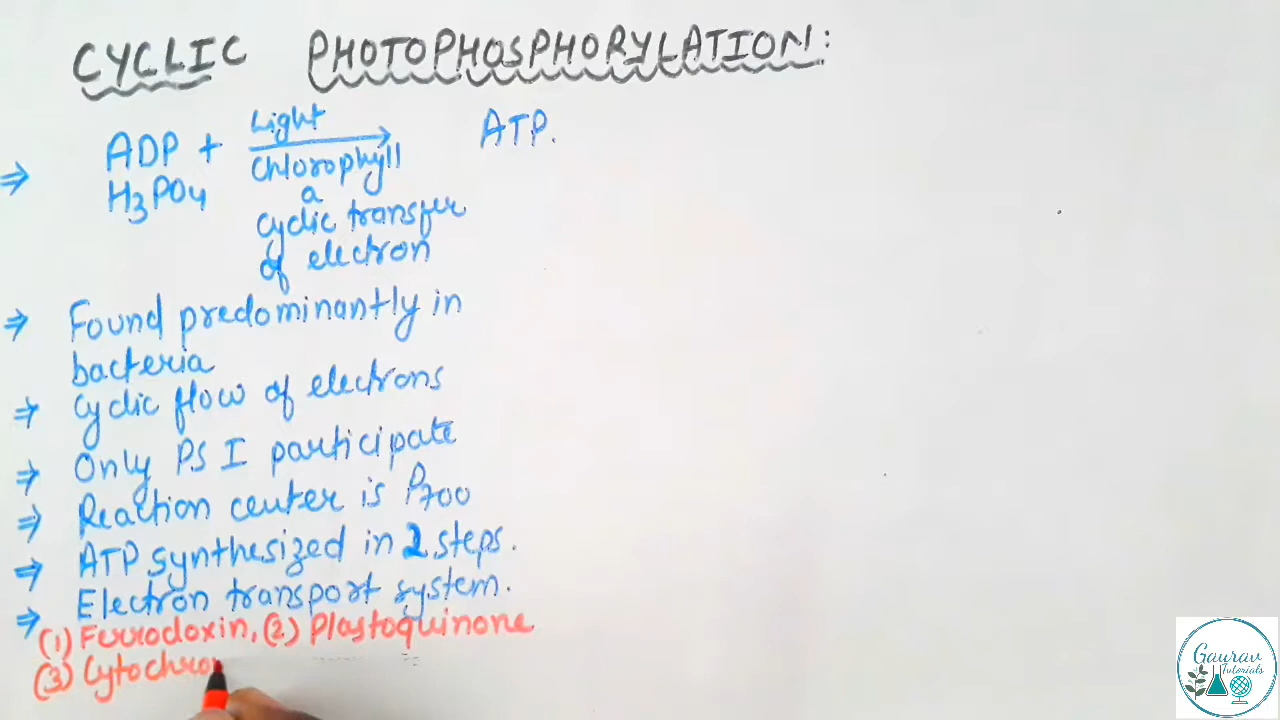 CYCLIC PHOTOPHOSPHORYLATION:
⇒ ADP + Light ATP.
H3PO4 Chlorophyll
a
cyclic transfer
of electron
⇒ Found predominantly in
bacteria
⇒ Cyclic flow of electrons
⇒ Only PS I participate
⇒ Reaction center is P700
⇒ ATP synthesized in 2 steps.
⇒ Electron transport system.
(1) Ferrodoxin, (2) Plastoquinone
(3) Cytochro
Gaurav
Tutorials